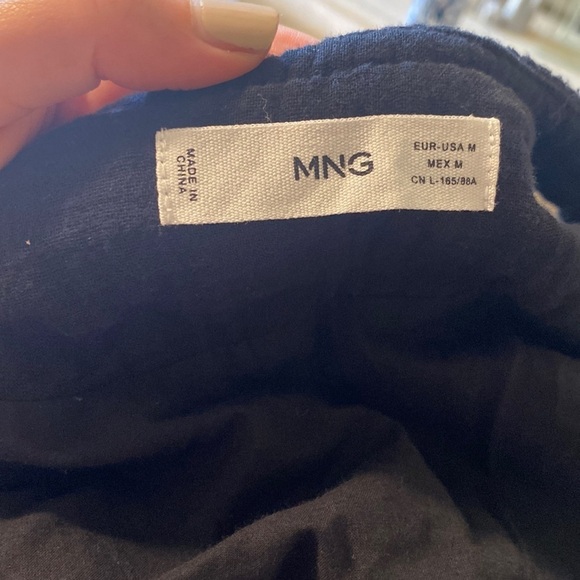 MADE IN
CHINA
MNG
EUR-USA M
MEX M
CN L-165/88A